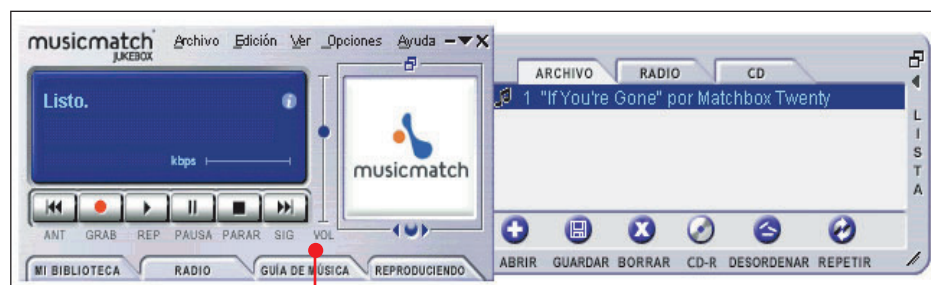 musicmatch
JUKEBOX
Archivo Edición Ver Opciones Ayuda
Listo.
kbps
musicmatch
ANT GRAB REP PAUSA PARAR SIG VOL
MI BIBLIOTECA RADIO GUÍA DE MÚSICA REPRODUCIENDO
ARCHIVO RADIO CD
1 "If You're Gone" por Matchbox Twenty
LISTA
ABRIR GUARDAR BORRAR CD-R DESORDENAR REPETIR